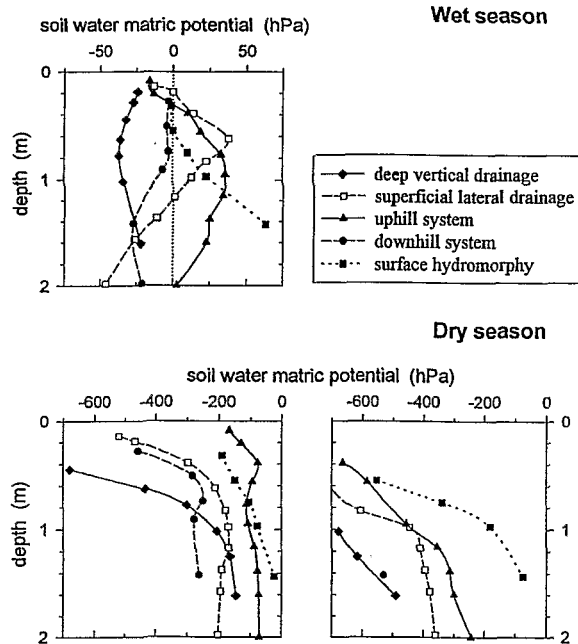 Wet season
soil water matric potential (hPa)
-50 0 50
depth (m)
0
1
2
deep vertical drainage
superficial lateral drainage
uphill system
downhill system
surface hydromorphy
Dry season
soil water matric potential (hPa)
-600 -400 -200 0
-600 -400 -200 0
depth (m)
0
1
2
0
1
2